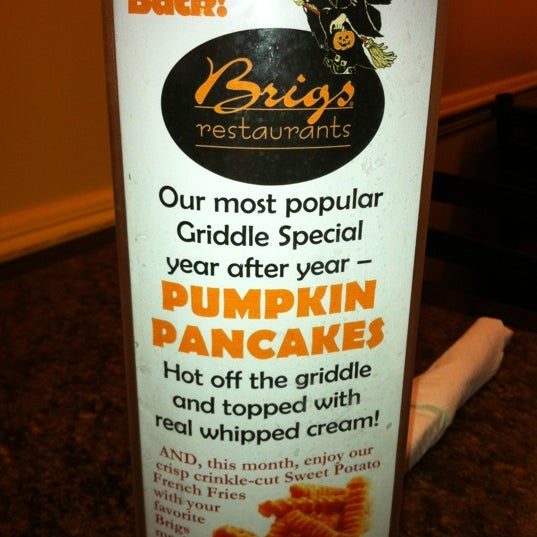 Back!
Brigs
restaurants
Our most popular
Griddle Special
year after year –
PUMPKIN
PANCAKES
Hot off the griddle
and topped with
real whipped cream!
AND, this month, enjoy our
crisp crinkle-cut Sweet Potato
French Fries
with your
favorite
Brigs